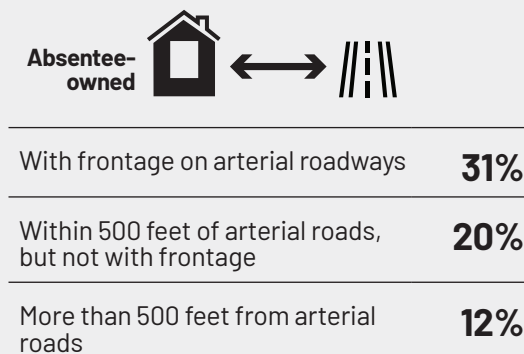 Absentee-
owned
With frontage on arterial roadways 31%
Within 500 feet of arterial roads, 20%
but not with frontage
More than 500 feet from arterial 12%
roads